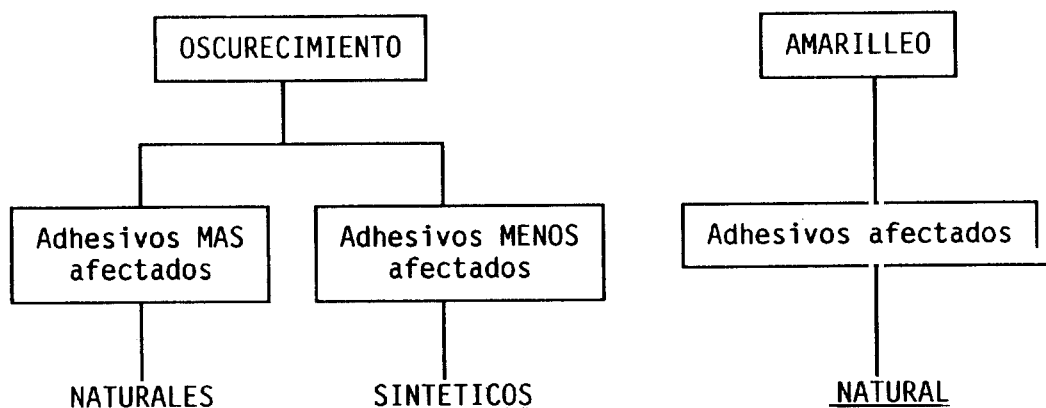 OSCURECIMIENTO
AMARILLEO
Adhesivos MAS
afectados
Adhesivos MENOS
afectados
Adhesivos afectados
NATURALES
SINTETICOS
NATURAL